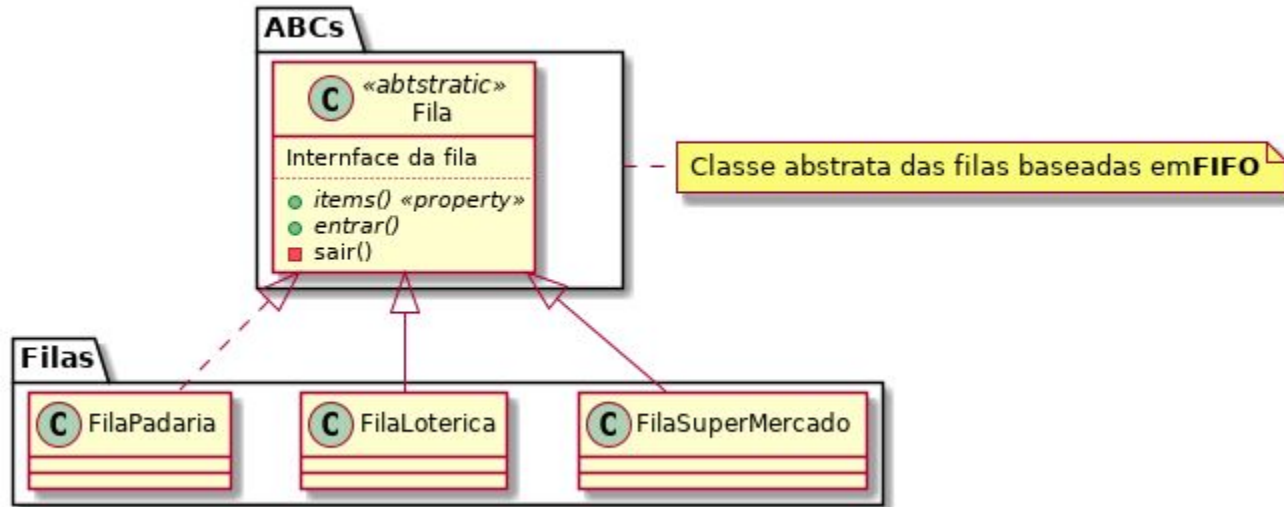 ABCs
C «abtstratic»
Fila
Internface da fila
items() «property»
entrar()
sair()
Classe abstrata das filas baseadas emFIFO
Filas
C FilaPadaria
C FilaLoterica
C FilaSuperMercado